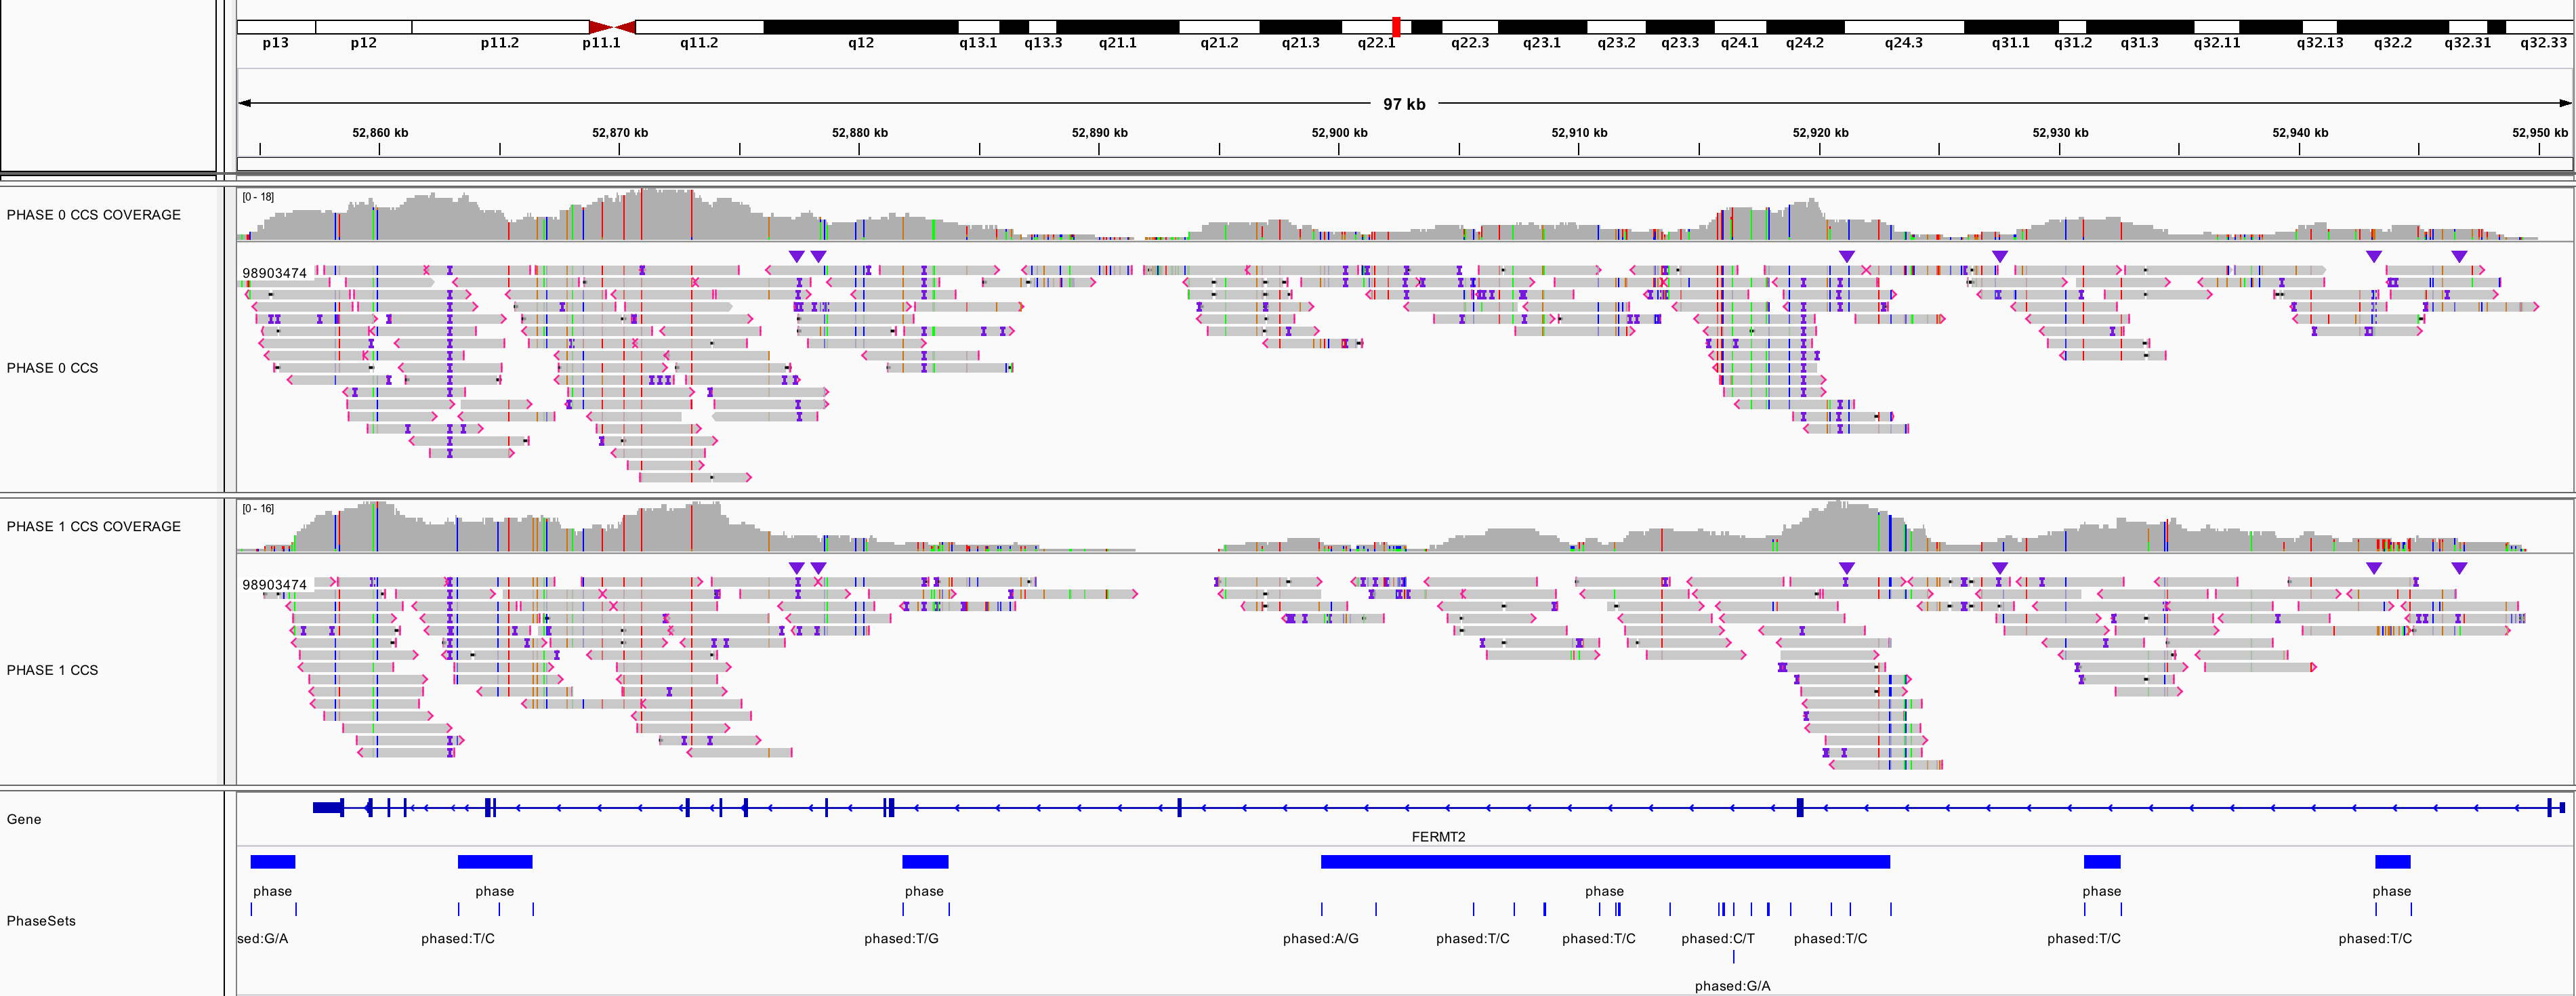 p13 p12 p11.2 p11.1 q11.2 q12 q13.1 q13.3 q21.1 q21.2 q21.3 q22.1 q22.3 q23.1 q23.2 q23.3 q24.1 q24.2 q24.3 q31.1 q31.2 q31.3 q32.11 q32.13 q32.2 q32.31 q32.33
97 kb
52,860 kb 52,870 kb 52,880 kb 52,890 kb 52,900 kb 52,910 kb 52,920 kb 52,930 kb 52,940 kb 52,950 kb
[0 - 18]
PHASE 0 CCS COVERAGE
98903474
PHASE 0 CCS
[0 - 16]
PHASE 1 CCS COVERAGE
98903474
PHASE 1 CCS
Gene
FERMT2
phase phase phase phase phase phase
PhaseSets
sed:G/A phased:T/C phased:T/G phased:A/G phased:T/C phased:T/C phased:C/T phased:T/C phased:T/C phased:T/C
phased:G/A